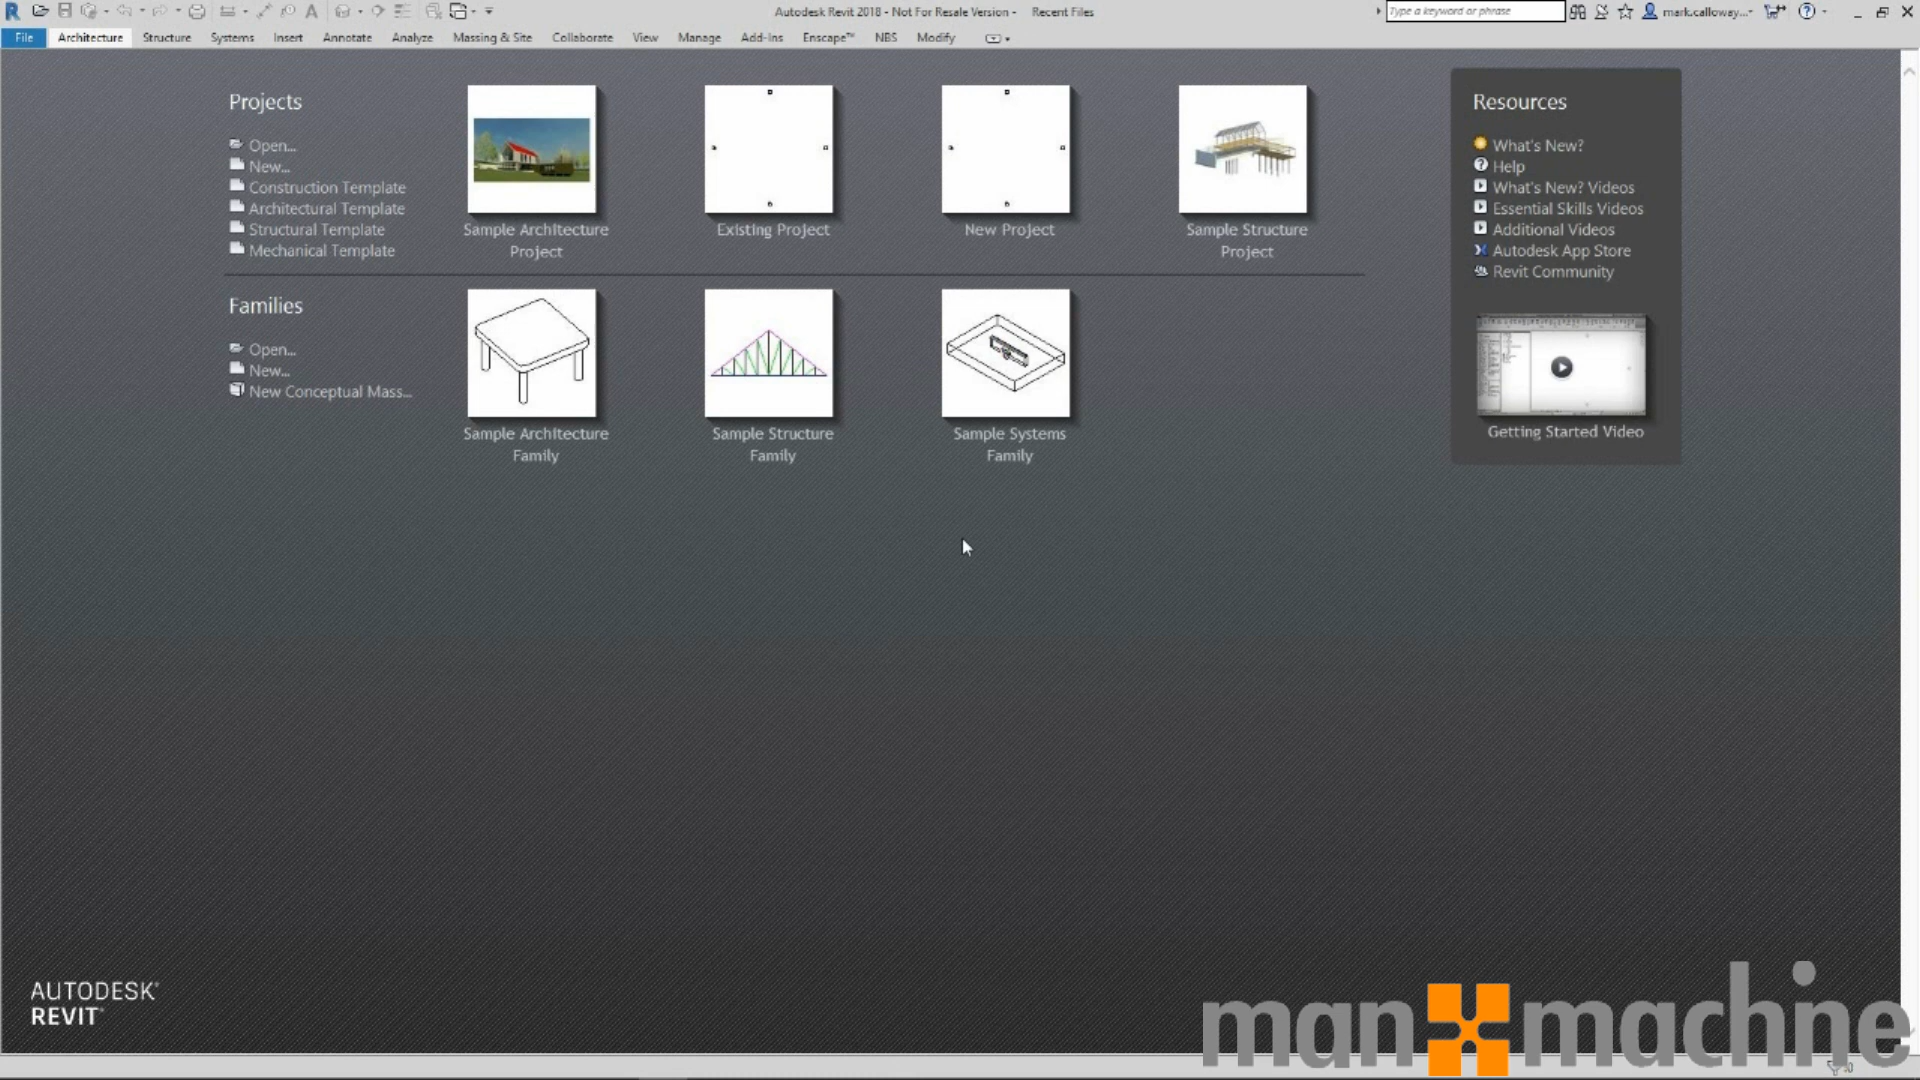 Autodesk Revit 2018 - Not For Resale Version - Recent Files
Type a keyword or phrase
mark.calloway...
File Architecture Structure Systems Insert Annotate Analyze Massing & Site Collaborate View Manage Add-Ins Enscape™ NBS Modify
Projects
Open...
New...
Construction Template
Architectural Template
Structural Template
Mechanical Template
Sample Architecture
Project
Existing Project
New Project
Sample Structure
Project
Families
Open...
New...
New Conceptual Mass...
Sample Architecture
Family
Sample Structure
Family
Sample Systems
Family
Resources
What's New?
Help
What's New? Videos
Essential Skills Videos
Additional Videos
Autodesk App Store
Revit Community
Getting Started Video
AUTODESK®
REVIT®
man machine